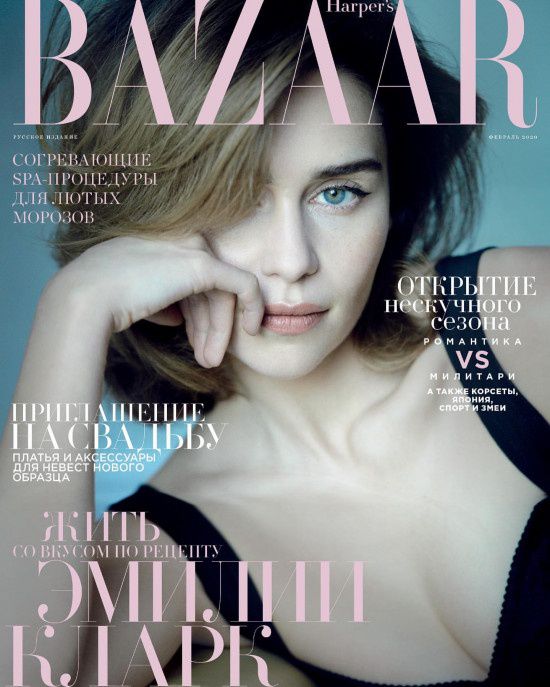 Harper's
BAZAAR
РУССКОЕ ИЗДАНИЕ
ФЕВРАЛЬ 2020
СОГРЕВАЮЩИЕ
SPA-ПРОЦЕДУРЫ
ДЛЯ ЛЮТЫХ
МОРОЗОВ
ОТКРЫТИЕ
нескучного
сезона
РОМАНТИКА
VS
МИЛИТАРИ
А ТАКЖЕ КОРСЕТЫ,
ЯПОНИЯ,
СПОРТ И ЗМЕИ
ПРИГЛАШЕНИЕ
НА СВАДЬБУ
ПЛАТЬЯ И АКСЕССУАРЫ
ДЛЯ НЕВЕСТ НОВОГО
ОБРАЗЦА
ЖИТЬ
СО ВКУСОМ ПО РЕЦЕПТУ
ЭМИЛИИ
КЛАРК